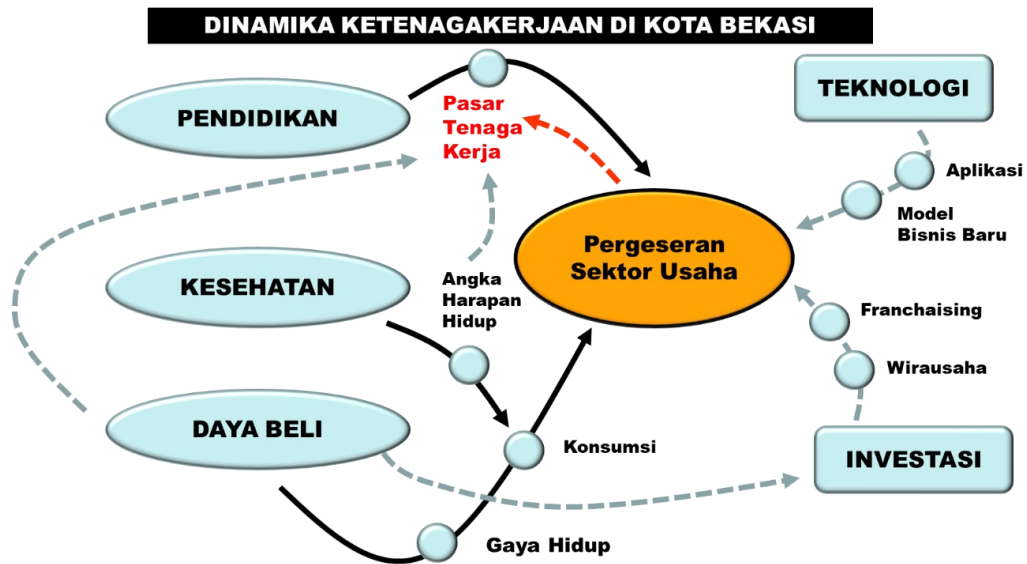 DINAMIKA KETENAGAKERJAAN DI KOTA BEKASI
PENDIDIKAN
Pasar
Tenaga
Kerja
TEKNOLOGI
Aplikasi
Model
Bisnis Baru
Pergeseran
Sektor Usaha
KESEHATAN
Angka
Harapan
Hidup
Franchaising
Wirausaha
DAYA BELI
Konsumsi
INVESTASI
Gaya Hidup